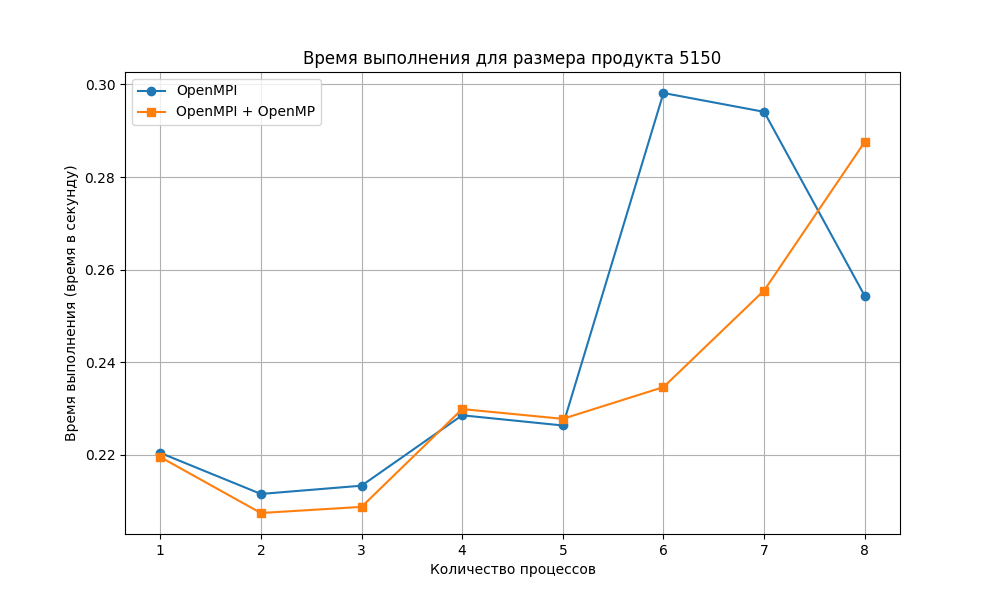 Время выполнения для размера продукта 5150
OpenMPI
OpenMPI + OpenMP
Время выполнения (время в секунду)
0.30
0.28
0.26
0.24
0.22
1 2 3 4 5 6 7 8
Количество процессов